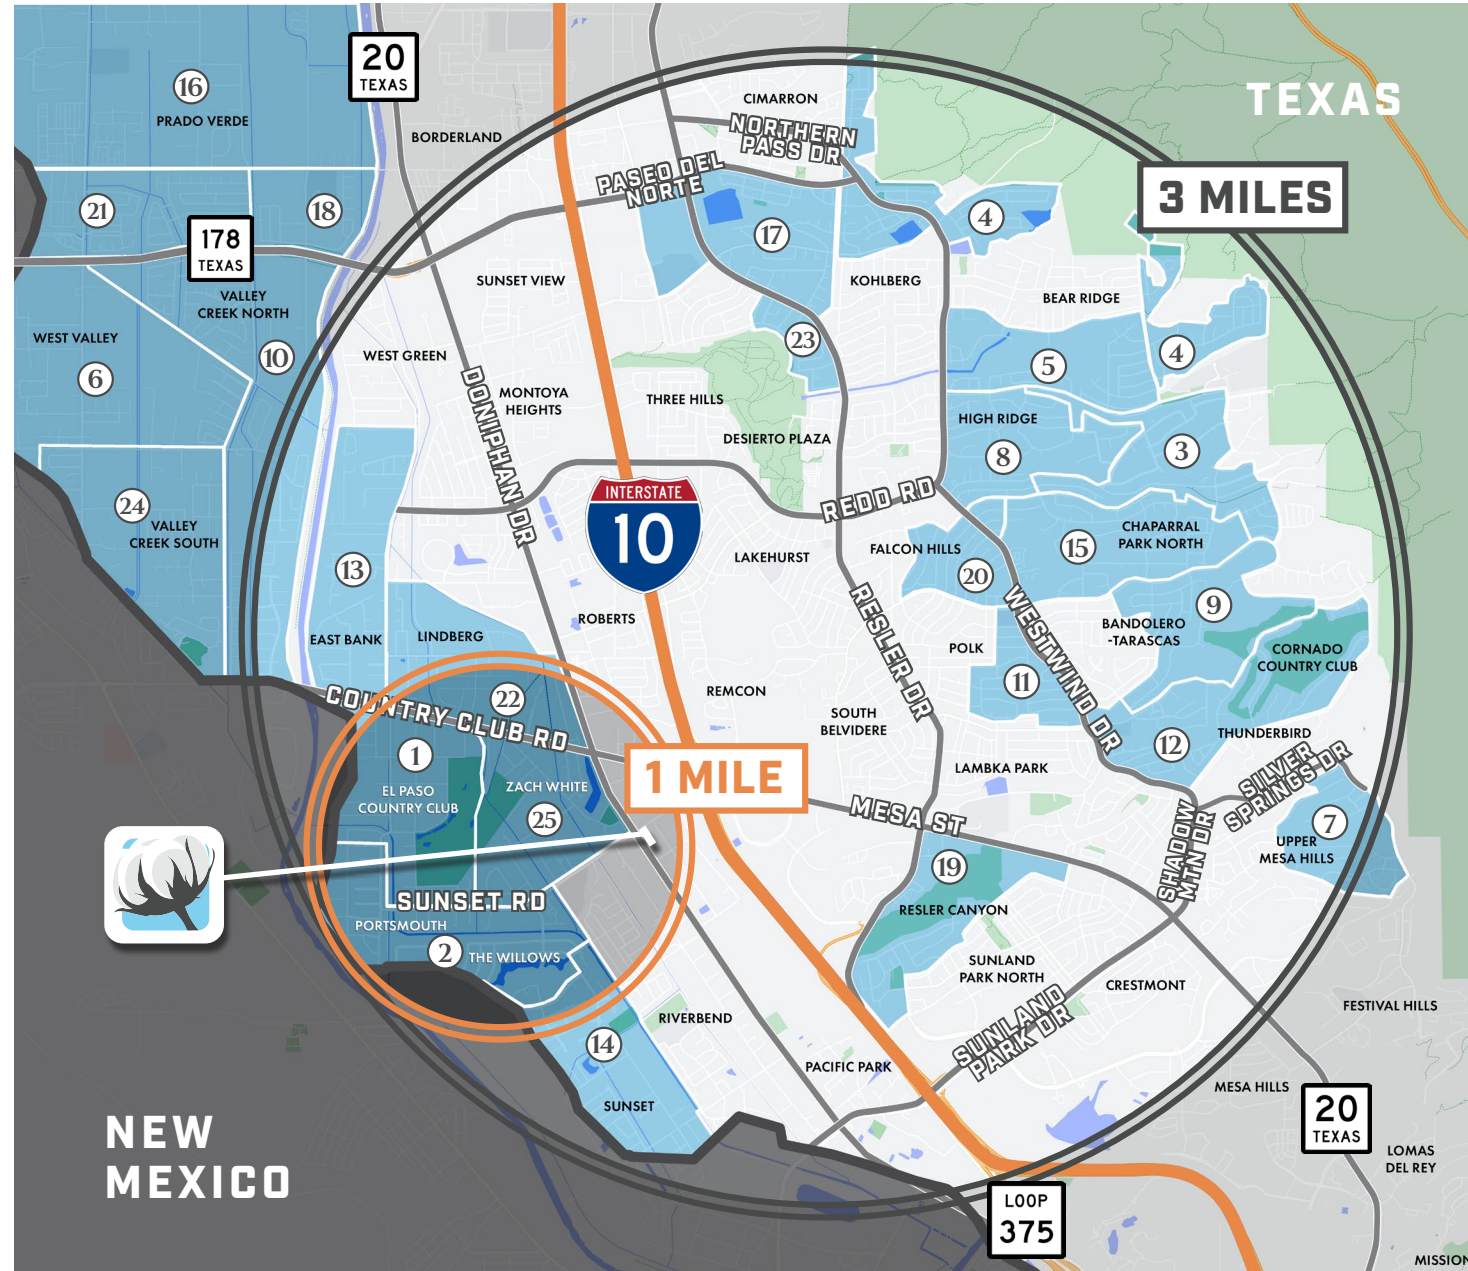 20
TEXAS
TEXAS
16
PRADO VERDE
BORDERLAND
CIMARRON
NORTHERN
PASS DR
PASEO DEL
NORTE
3 MILES
21
18
178
TEXAS
17
4
SUNSET VIEW
KOHLBERG
BEAR RIDGE
VALLEY
CREEK NORTH
WEST VALLEY
6
10
WEST GREEN
23
5
4
DONIPHAN DR
MONTOYA
HEIGHTS
THREE HILLS
DESIERTO PLAZA
HIGH RIDGE
8
3
INTERSTATE
10
REDD RD
24
VALLEY
CREEK SOUTH
LAKEHURST
FALCON HILLS
20
15
CHAPARRAL
PARK NORTH
13
9
ROBERTS
RESLER DR
WESTWIND DR
BANDOLERO
-TARASCAS
EAST BANK
LINDBERG
POLK
CORNADO
COUNTRY CLUB
11
22
COUNTRY CLUB RD
REMCON
SOUTH
BELVIDERE
12
THUNDERBIRD
1
1 MILE
LAMBKA PARK
SILVER
SPRINGS DR
EL PASO
COUNTRY CLUB
ZACH WHITE
25
MESA ST
SHADOW
MTN DR
7
UPPER
MESA HILLS
19
RESLER CANYON
SUNSET RD
PORTSMOUTH
2
THE WILLOWS
SUNLAND
PARK NORTH
CRESTMONT
RIVERBEND
FESTIVAL HILLS
14
SUNLAND
PARK DR
PACIFIC PARK
SUNSET
MESA HILLS
20
TEXAS
NEW
MEXICO
LOMAS
DEL REY
LOOP
375
MISSION